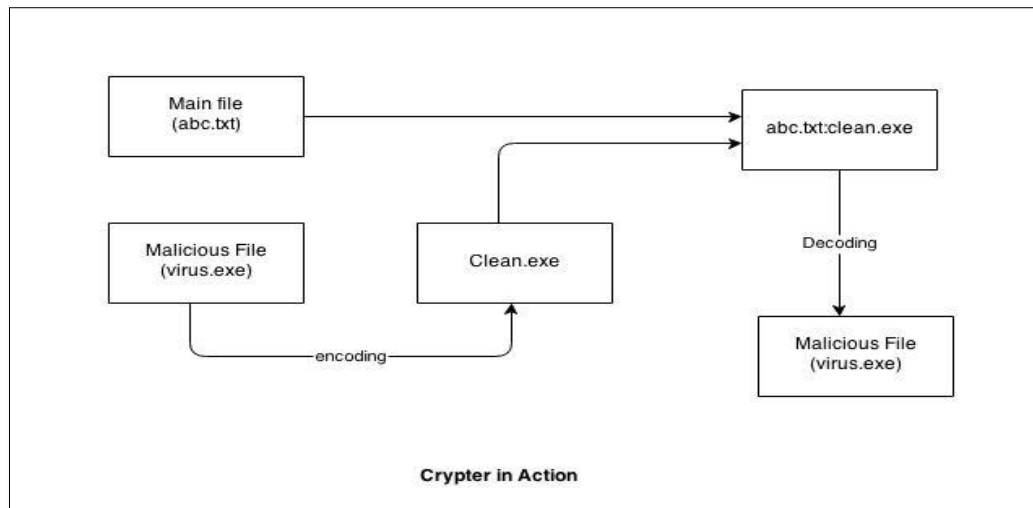 Main file
(abc.txt)
abc.txt:clean.exe
Malicious File
(virus.exe)
Clean.exe
Decoding
encoding
Malicious File
(virus.exe)
Crypter in Action